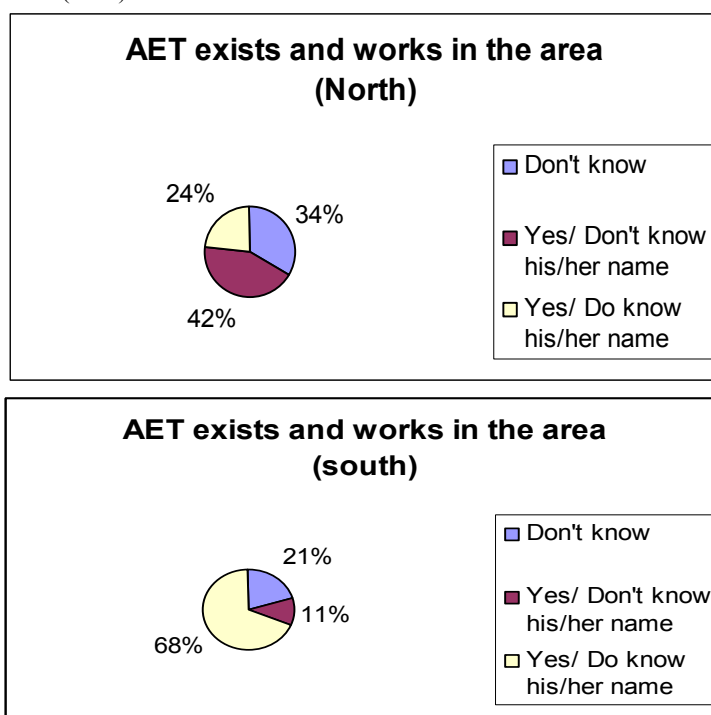 AET exists and works in the area
(North)
24%
34%
42%
Don't know
Yes/ Don't know
his/her name
Yes/ Do know
his/her name
AET exists and works in the area
(south)
21%
11%
68%
Don't know
Yes/ Don't know
his/her name
Yes/ Do know
his/her name